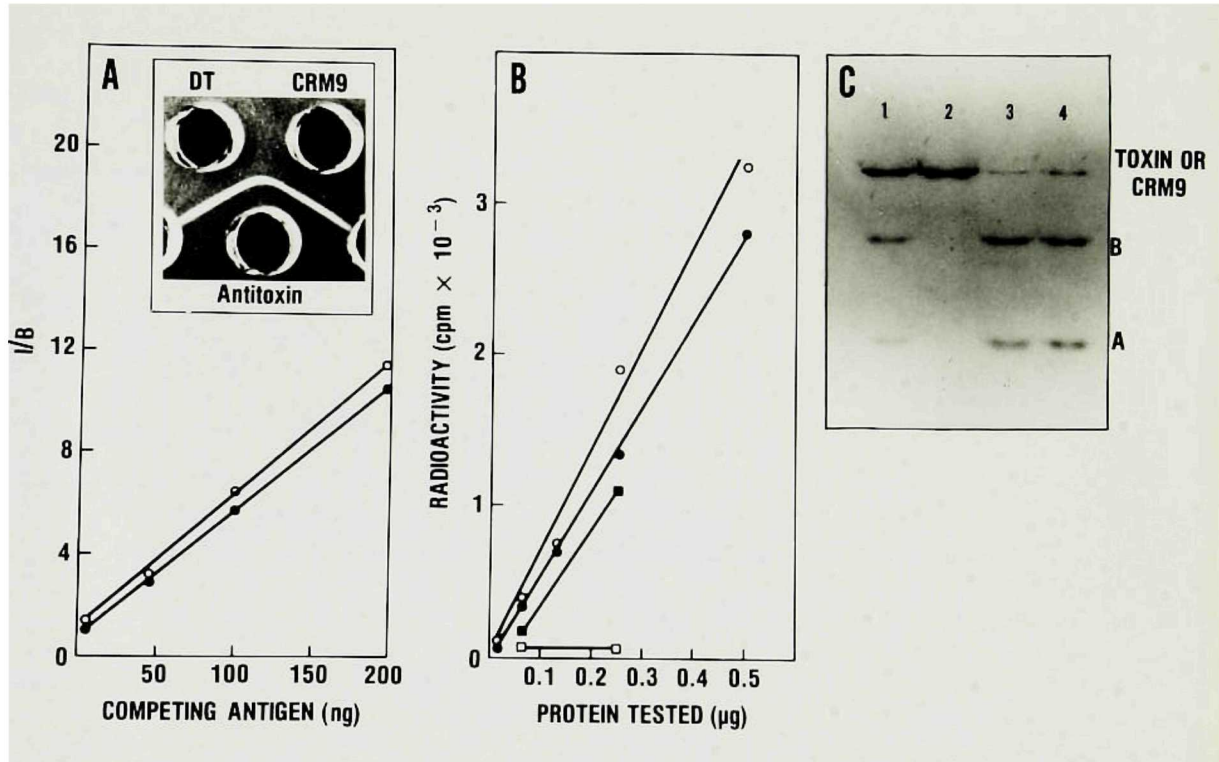 A
DT CRM9
Antitoxin
20
16
12
8
4
0
I/B
50 100 150 200
COMPETING ANTIGEN (ng)
B
3
2
1
0
RADIOACTIVITY (cpm × 10⁻³)
0.1 0.2 0.3 0.4 0.5
PROTEIN TESTED (µg)
C
1 2 3 4
TOXIN OR
CRM9
B
A